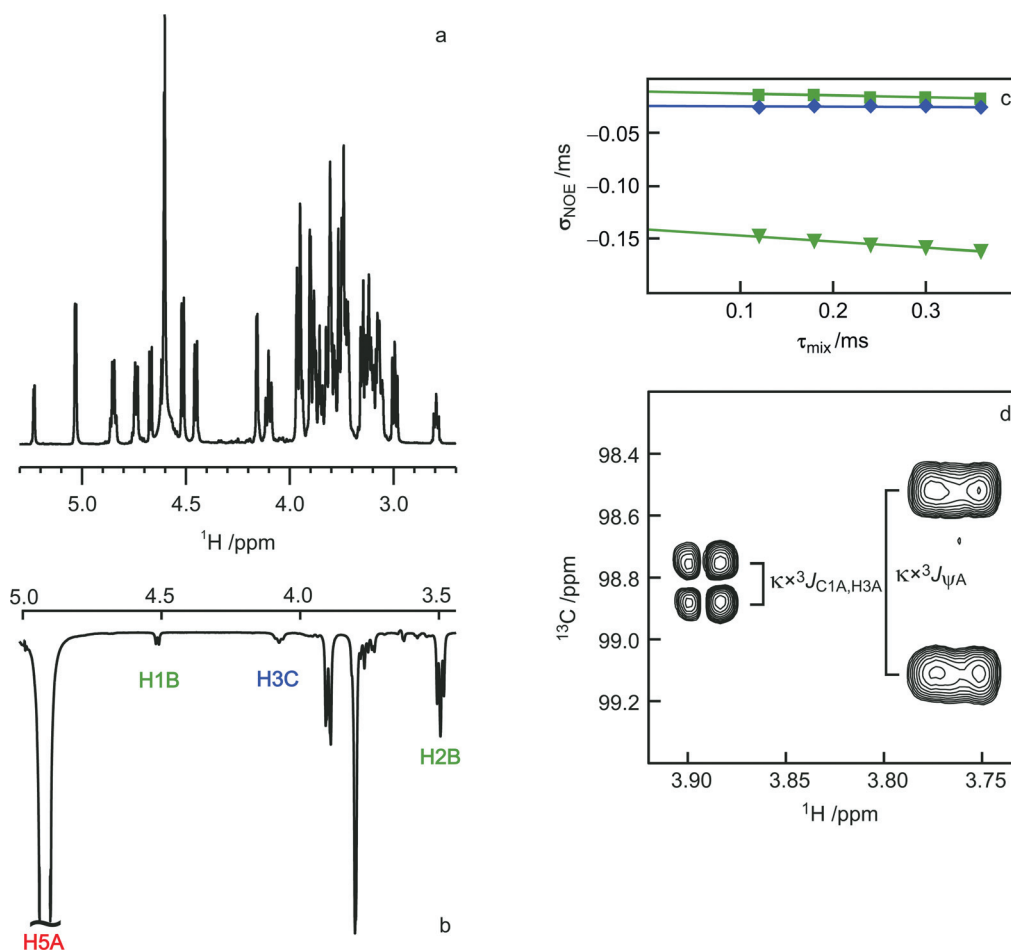 a
5.0 4.5 4.0 3.5 3.0
¹H /ppm
5.0 4.5 4.0 3.5
H1B
H3C
H2B
H5A
b
c
−0.05
−0.10
−0.15
σNOE /ms
0.1 0.2 0.3
τmix/ms
d
98.4
98.6
98.8
99.0
99.2
¹³C /ppm
κ×³JC1A,H3A
κ×³JψA
3.90 3.85 3.80 3.75
¹H /ppm